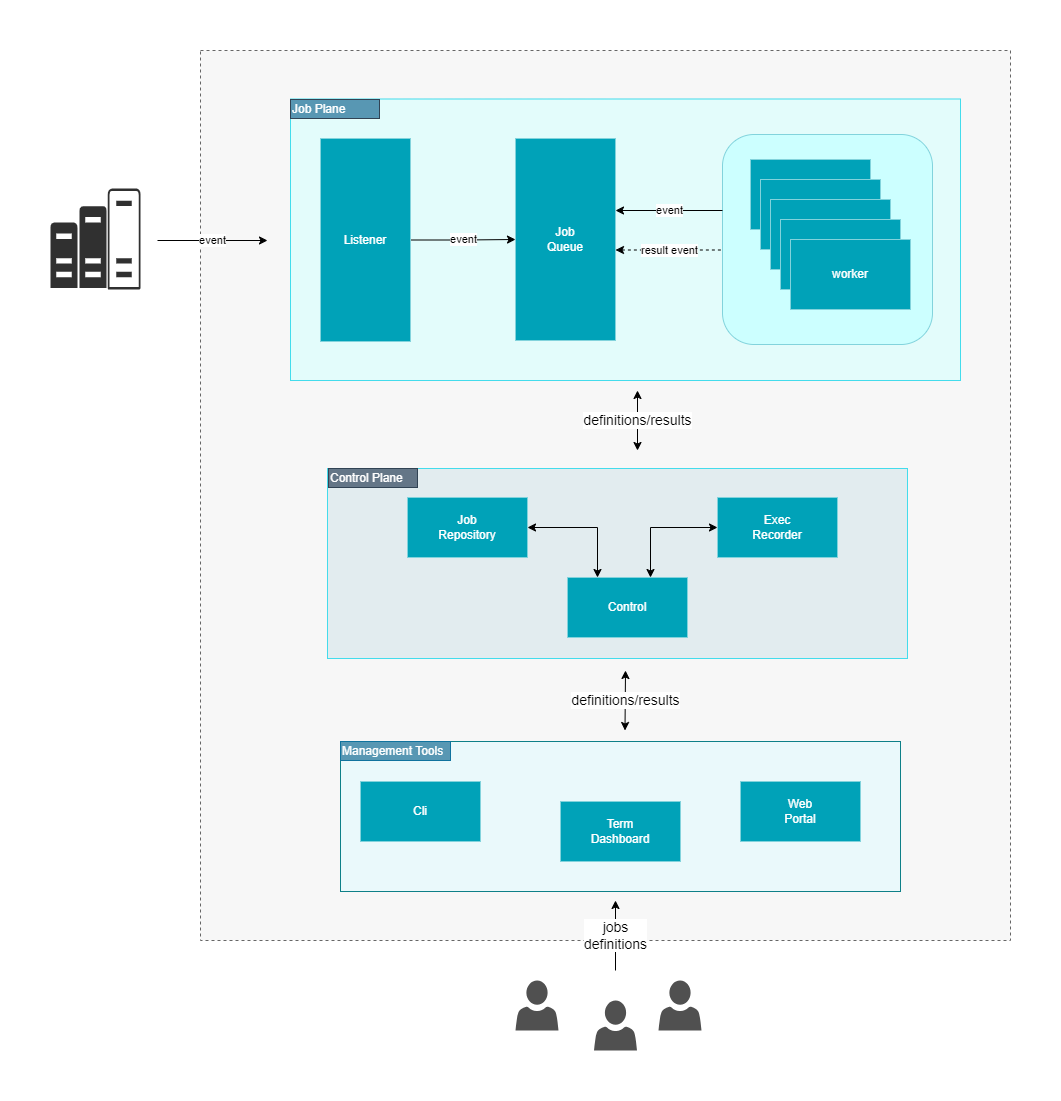 Job Plane
Listener
Job
Queue
event
event
event
result event
worker
definitions/results
Control Plane
Job
Repository
Exec
Recorder
Control
definitions/results
Management Tools
Cli
Term
Dashboard
Web
Portal
jobs
definitions